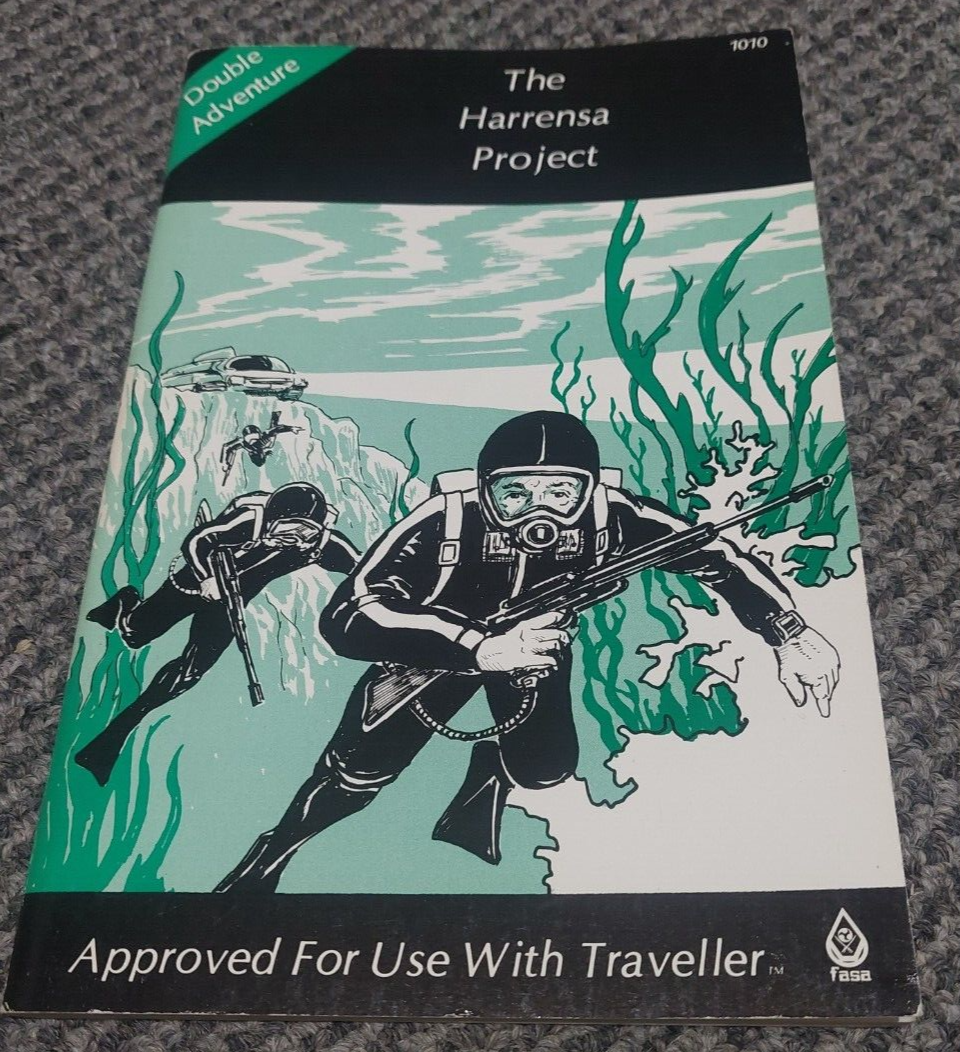 Double
Adventure
1010
The
Harrensa
Project
Approved For Use With Traveller™
fasa